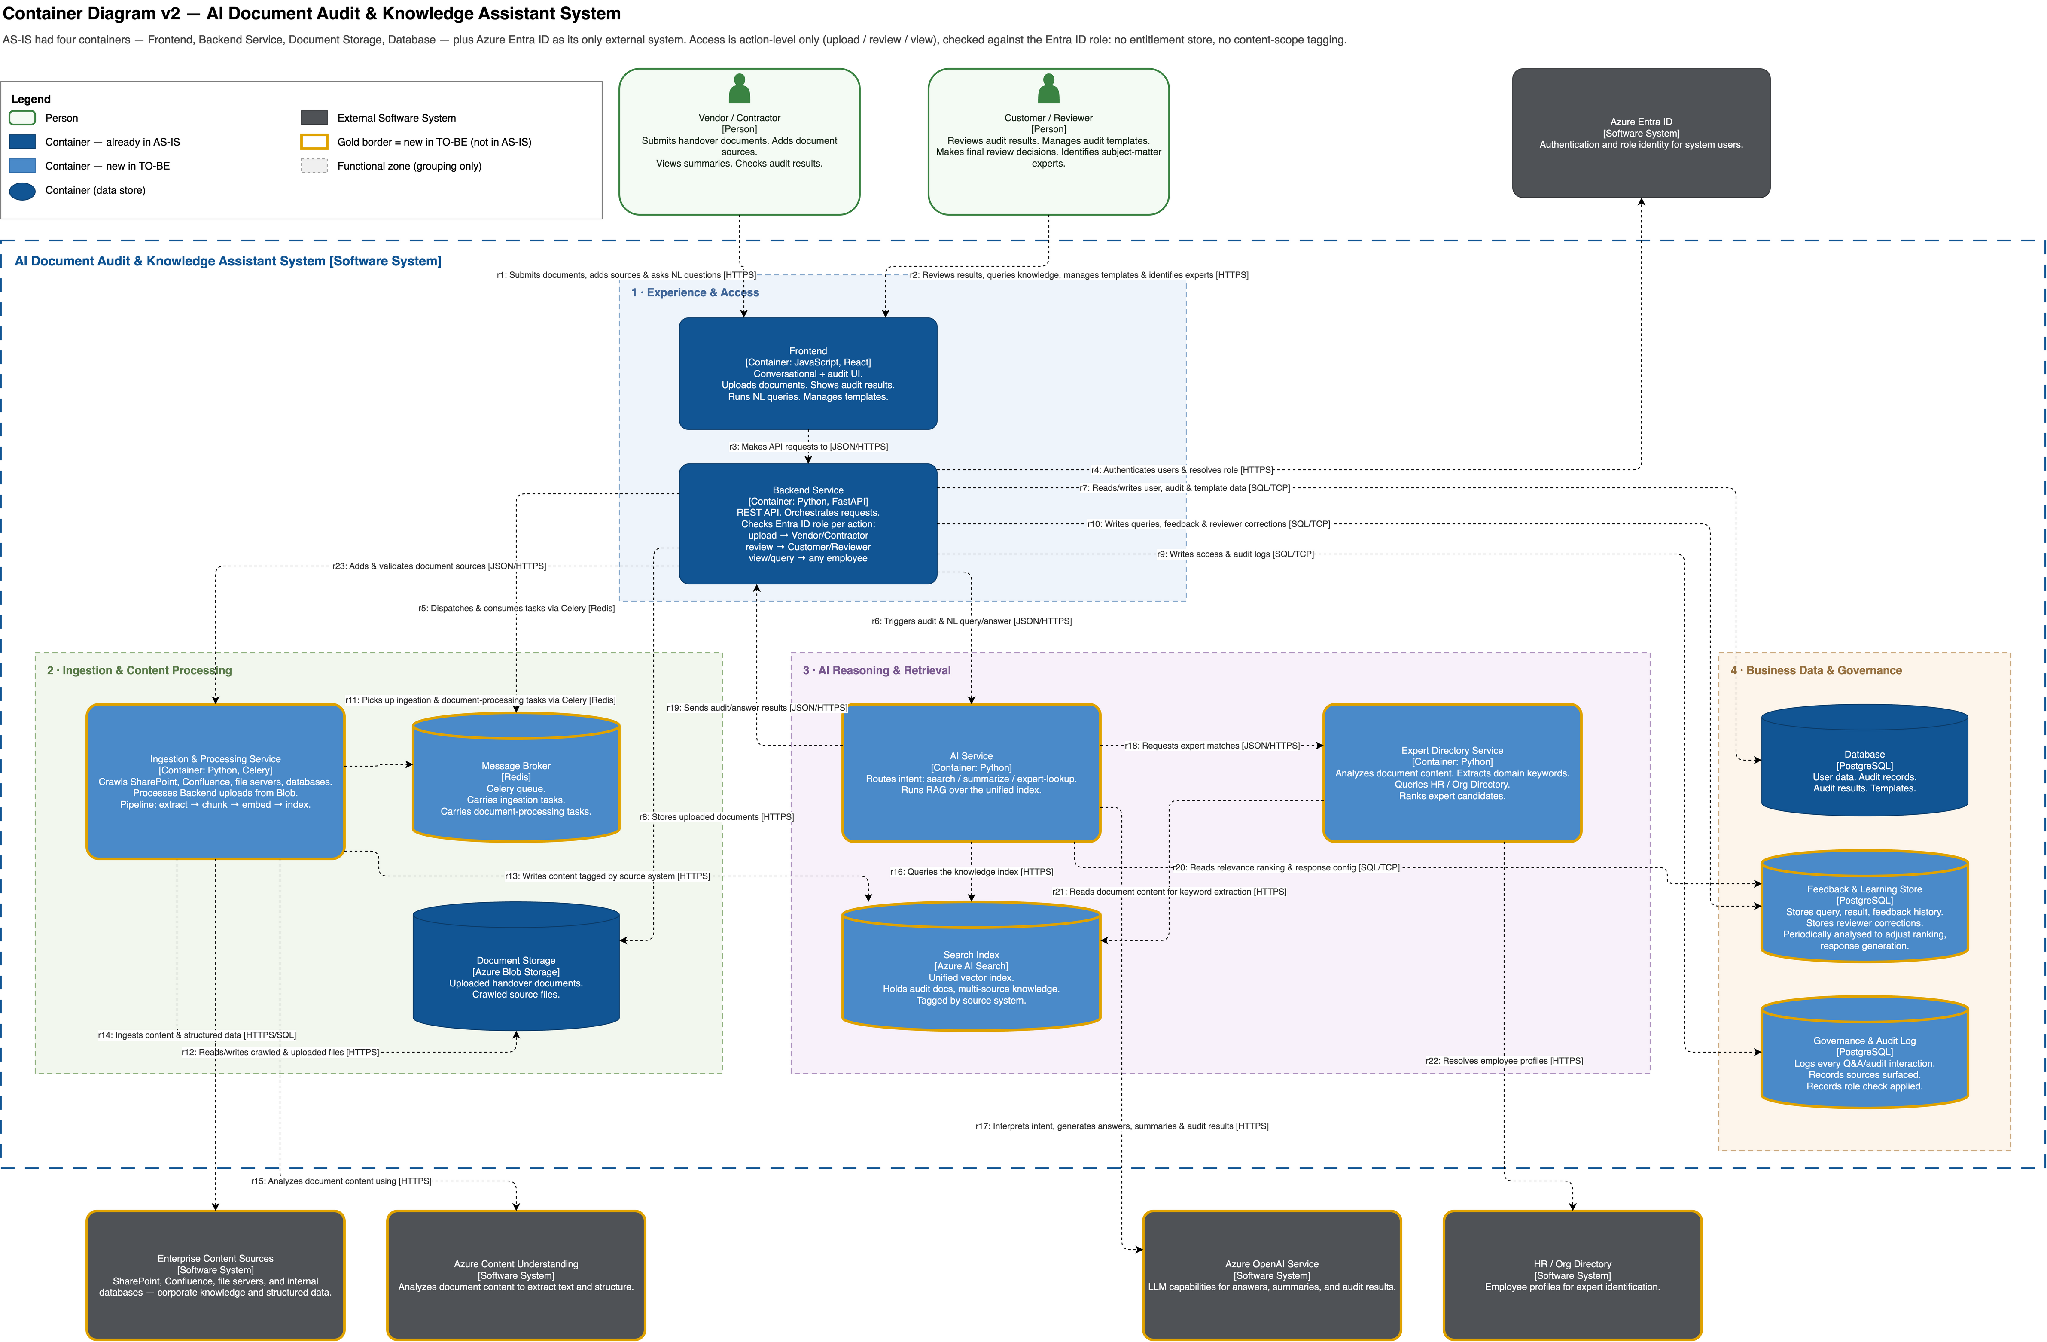 Container Diagram v2 — AI Document Audit & Knowledge Assistant System
AS-IS had four containers — Frontend, Backend Service, Document Storage, Database — plus Azure Entra ID as its only external system. Access is action-level only (upload / review / view), checked against the Entra ID role: no entitlement store, no content-scope tagging.
Legend
Person
Container — already in AS-IS
Container — new in TO-BE
Container (data store)
External Software System
Gold border = new in TO-BE (not in AS-IS)
Functional zone (grouping only)
Vendor / Contractor
[Person]
Submits handover documents. Adds document
sources.
Views summaries. Checks audit results.
Customer / Reviewer
[Person]
Reviews audit results. Manages audit templates.
Makes final review decisions. Identifies subject-matter
experts.
Azure Entra ID
[Software System]
Authentication and role identity for system users.
AI Document Audit & Knowledge Assistant System [Software System]
r1: Submits documents, adds sources & asks NL questions [HTTPS]
r2: Reviews results, queries knowledge, manages templates & identifies experts [HTTPS]
1 · Experience & Access
Frontend
[Container: JavaScript, React]
Conversational + audit UI.
Uploads documents. Shows audit results.
Runs NL queries. Manages templates.
r3: Makes API requests to [JSON/HTTPS]
Backend Service
[Container: Python, FastAPI]
REST API. Orchestrates requests.
Checks Entra ID role per action:
upload → Vendor/Contractor
review → Customer/Reviewer
view/query → any employee
r4: Authenticates users & resolves role [HTTPS]
r7: Reads/writes user, audit & template data [SQL/TCP]
r10: Writes queries, feedback & reviewer corrections [SQL/TCP]
r9: Writes access & audit logs [SQL/TCP]
r23: Adds & validates document sources [JSON/HTTPS]
r5: Dispatches & consumes tasks via Celery [Redis]
r6: Triggers audit & NL query/answer [JSON/HTTPS]
2 · Ingestion & Content Processing
r11: Picks up ingestion & document-processing tasks via Celery [Redis]
Ingestion & Processing Service
[Container: Python, Celery]
Crawls SharePoint, Confluence, file servers, databases.
Processes Backend uploads from Blob.
Pipeline: extract → chunk → embed → index.
Message Broker
[Redis]
Celery queue.
Carries ingestion tasks.
Carries document-processing tasks.
r8: Stores uploaded documents [HTTPS]
r13: Writes content tagged by source system [HTTPS]
Document Storage
[Azure Blob Storage]
Uploaded handover documents.
Crawled source files.
r14: Ingests content & structured data [HTTPS/SQL]
r12: Reads/writes crawled & uploaded files [HTTPS]
3 · AI Reasoning & Retrieval
r19: Sends audit/answer results [JSON/HTTPS]
AI Service
[Container: Python]
Routes intent: search / summarize / expert-lookup.
Runs RAG over the unified index.
r18: Requests expert matches [JSON/HTTPS]
Expert Directory Service
[Container: Python]
Analyzes document content. Extracts domain keywords.
Queries HR / Org Directory.
Ranks expert candidates.
r16: Queries the knowledge index [HTTPS]
r20: Reads relevance ranking & response config [SQL/TCP]
r21: Reads document content for keyword extraction [HTTPS]
Search Index
[Azure AI Search]
Unified vector index.
Holds audit docs, multi-source knowledge.
Tagged by source system.
r22: Resolves employee profiles [HTTPS]
r17: Interprets intent, generates answers, summaries & audit results [HTTPS]
4 · Business Data & Governance
Database
[PostgreSQL]
User data. Audit records.
Audit results. Templates.
Feedback & Learning Store
[PostgreSQL]
Stores query, result, feedback history.
Stores reviewer corrections.
Periodically analysed to adjust ranking,
response generation.
Governance & Audit Log
[PostgreSQL]
Logs every Q&A/audit interaction.
Records sources surfaced.
Records role check applied.
r15: Analyzes document content using [HTTPS]
Enterprise Content Sources
[Software System]
SharePoint, Confluence, file servers, and internal
databases — corporate knowledge and structured data.
Azure Content Understanding
[Software System]
Analyzes document content to extract text and structure.
Azure OpenAI Service
[Software System]
LLM capabilities for answers, summaries, and audit results.
HR / Org Directory
[Software System]
Employee profiles for expert identification.